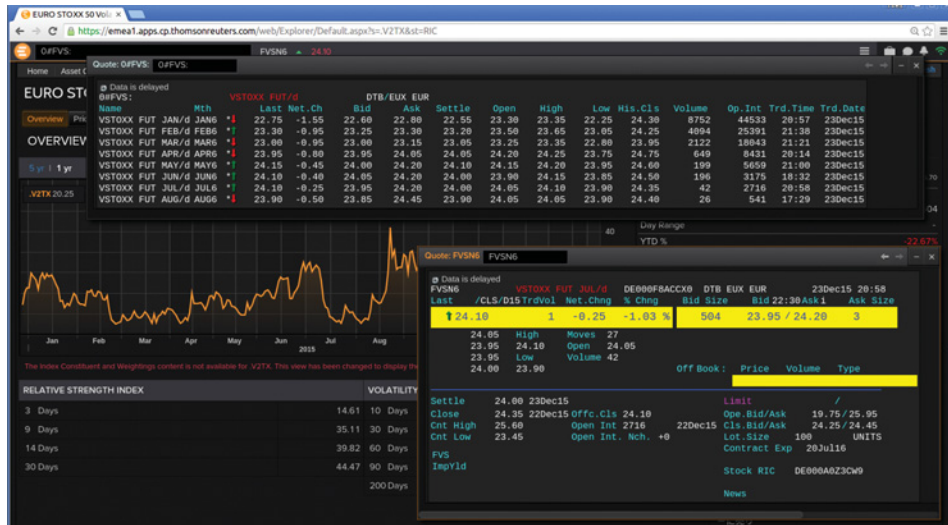 EURO STOXX 50 Vola
https://emea1.apps.cp.thomsonreuters.com/web/Explorer/Default.aspx?s=.V2TX&st=RIC
0#FVS: FVSN6 24.10
Home Asset
Quote: 0#FVS: 0#FVS:
EURO ST
Data is delayed
0#FVS: VSTOXX FUT/d DTB/EUX EUR
Name Mth Last Net.Ch Bid Ask Settle Open High Low His.Cls Volume Op.Int Trd.Time Trd.Date
VSTOXX FUT JAN/d JAN6 22.75 -1.55 22.60 22.80 22.55 23.30 23.35 22.25 24.30 8752 44533 20:57 23Dec15
VSTOXX FUT FEB/d FEB6 23.30 -0.95 23.25 23.30 23.20 23.50 23.65 23.05 24.25 4094 25391 21:38 23Dec15
VSTOXX FUT MAR/d MAR6 23.00 -0.95 23.00 23.15 23.05 23.25 23.35 22.80 23.95 2122 18043 21:21 23Dec15
VSTOXX FUT APR/d APR6 23.95 -0.80 23.95 24.05 24.05 24.20 24.25 23.75 24.75 649 8431 20:14 23Dec15
VSTOXX FUT MAY/d MAY6 24.15 -0.45 24.00 24.20 24.10 24.15 24.20 23.95 24.60 199 5659 21:00 23Dec15
VSTOXX FUT JUN/d JUN6 24.10 -0.40 24.05 24.20 24.00 23.90 24.15 23.85 24.50 196 3175 18:32 23Dec15
VSTOXX FUT JUL/d JUL6 24.10 -0.25 23.95 24.20 24.00 24.05 24.10 23.90 24.35 42 2716 20:58 23Dec15
VSTOXX FUT AUG/d AUG6 23.90 -0.50 23.85 24.45 23.90 24.05 24.05 23.90 24.40 26 541 17:29 23Dec15
Overview Pric
OVERVIEW
5 yr 1 yr
.V2TX 20.25
40
Day Range
YTD % -22.67%
Jan Feb Mar Apr May Jun Jul Aug
2015
The Index Constituent and Weightings content is not available for .V2TX. This view has been changed to display the
RELATIVE STRENGTH INDEX VOLATILITY
3 Days 14.61 10 Days
9 Days 35.11 30 Days
14 Days 39.82 60 Days
30 Days 44.47 90 Days
200 Days
Quote: FVSN6 FVSN6
Data is delayed
FVSN6 VSTOXX FUT JUL/d DE000F8ACCX0 DTB EUX EUR 23Dec15 20:58
Last /CLS/D15 TrdVol Net.Chng % Chng Bid Size Bid 22:30 Ask i Ask Size
24.10 1 -0.25 -1.03 % 504 23.95 / 24.20 3
24.05 High Moves 27
23.95 24.10 Open 24.05
23.95 Low Volume 42
24.00 23.90 Off Book: Price Volume Type
Settle 24.00 23Dec15 Limit /
Close 24.35 22Dec15 Offc.Cls 24.10 Ope.Bid/Ask 19.75/25.95
Cnt High 25.60 Open Int 2716 22Dec15 Cls.Bid/Ask 24.25/24.45
Cnt Low 23.45 Open Int. Nch. +0 Lot.Size 100 UNITS
Contract Exp 20Jul16
FVS
ImpYld Stock RIC DE000A0Z3CW9
News